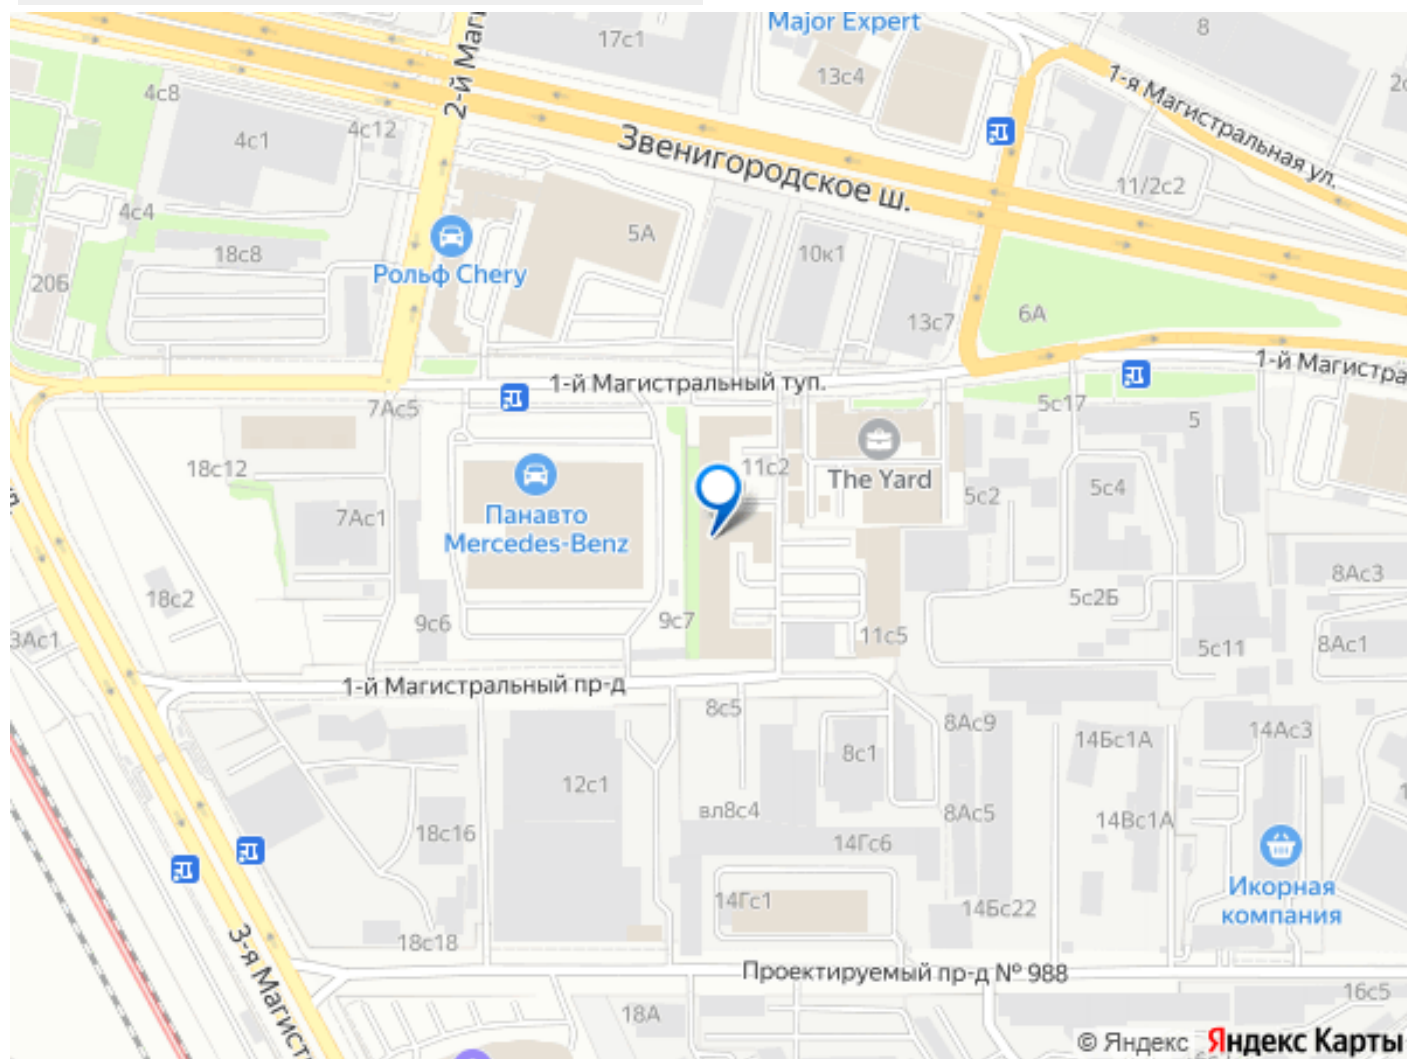 Major Expert
17с1
8
13с4
2-й Маг
1-я Магистральная ул.
4с8
4с12
4с1
Звенигородское ш.
11/2с2
4с4
5А
18с8
10к1
20Б
Рольф Chery
13с7
6А
1-й Магистральный туп.
1-й Магистра
7Ас5
5с17
5
18с12
11с2
The Yard
5с2
5с4
7Ас1
Панавто
Mercedes-Benz
8Ас3
18с2
5с2Б
9с6
9с7
11с5
3Ас1
5с11
8Ас1
1-й Магистральный пр-д
8с5
8Ас9
14Бс1А
14Ас3
8с1
12с1
вл8с4
8Ас5
14Вс1А
18с16
14Гс6
Икорная
компания
14Гс1
14Бс22
18с18
3-я Магист
Проектируемый пр-д № 988
16с5
18А
© Яндекс Яндекс Карты